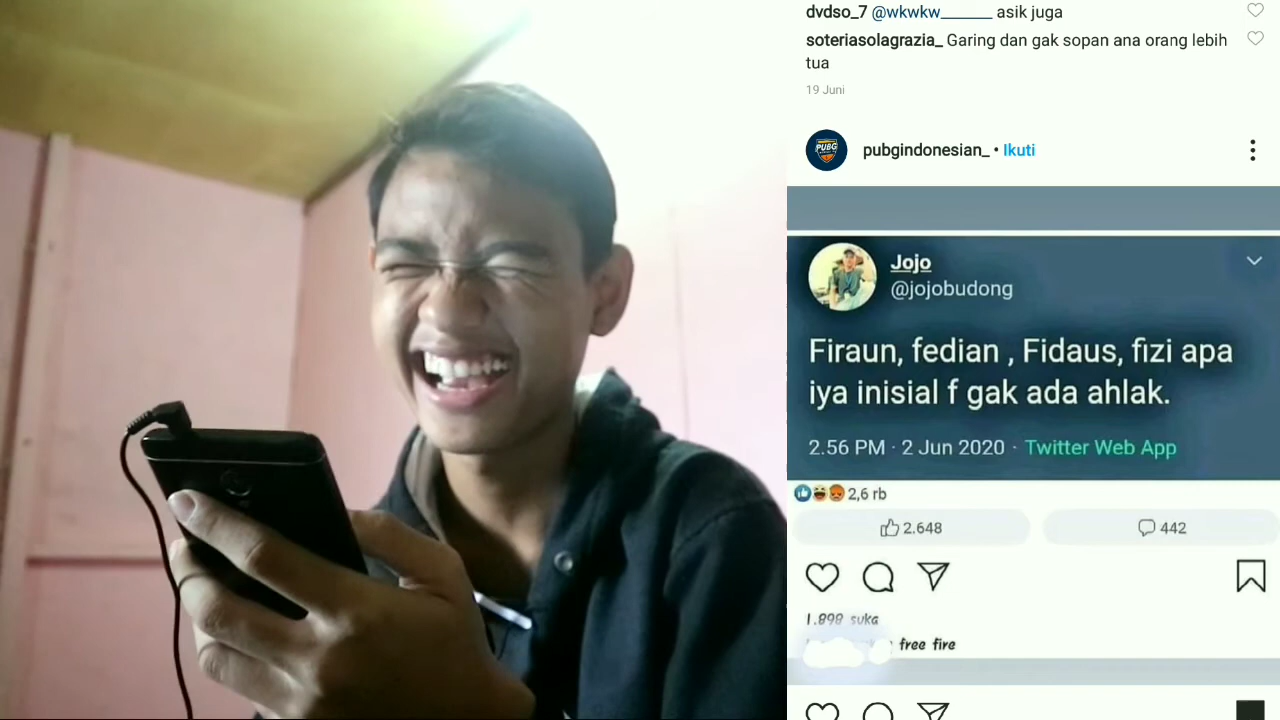 dvdso_7 @wkwkw______ asik juga
soteriasolagrazia_ Garing dan gak sopan ana orang lebih
tua
19 Juni
PUBG
pubgindonesian_ • Ikuti
Jojo
@jojobudong
Firaun, fedian , Fidaus, fizi apa
iya inisial f gak ada ahlak.
2.56 PM · 2 Jun 2020 · Twitter Web App
2,6 rb
2.648
442
1.898 suka
free fire